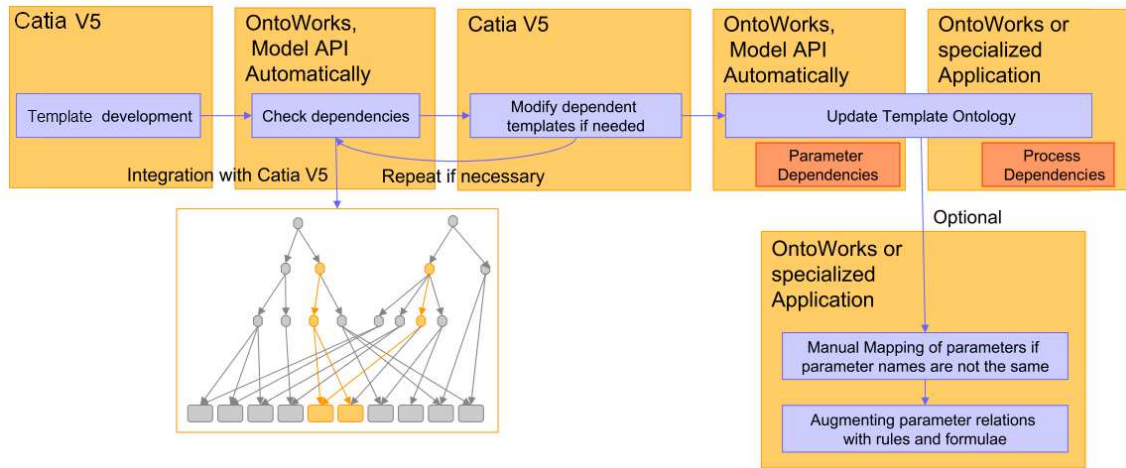 Catia V5
OntoWorks,
Model API
Automatically
Catia V5
OntoWorks,
Model API
Automatically
OntoWorks or
specialized
Application
Template development
Check dependencies
Modify dependent
templates if needed
Update Template Ontology
Parameter
Dependencies
Process
Dependencies
Integration with Catia V5
Repeat if necessary
Optional
OntoWorks or
specialized
Application
Manual Mapping of parameters if
parameter names are not the same
Augmenting parameter relations
with rules and formulae